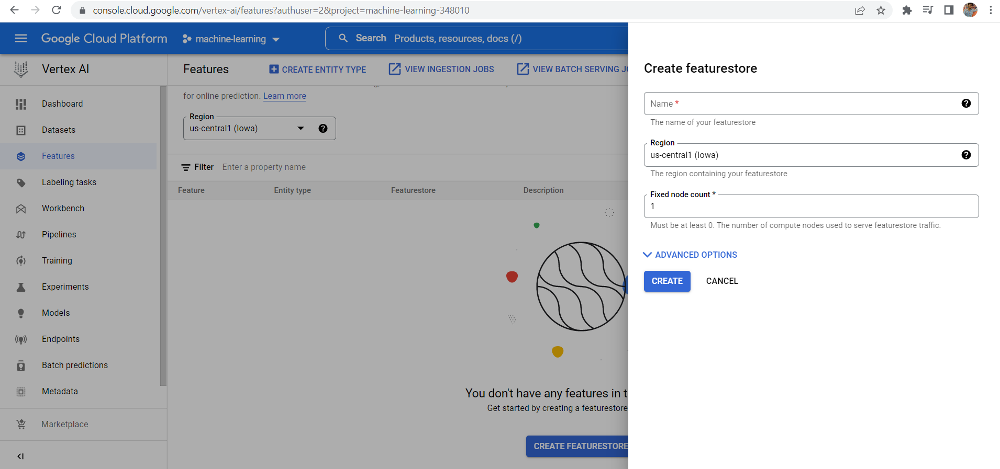 console.cloud.google.com/vertex-ai/features?authuser=2&project=machine-learning-348010
Google Cloud Platform
machine-learning
Search Products, resources, docs (/)
Vertex AI
Dashboard
Datasets
Features
Labeling tasks
Workbench
Pipelines
Training
Experiments
Models
Endpoints
Batch predictions
Metadata
Marketplace
Features
CREATE ENTITY TYPE
VIEW INGESTION JOBS
VIEW BATCH SERVING JO
for online prediction. Learn more
Region
us-central1 (Iowa)
Filter Enter a property name
Feature Entity type Featurestore Description
You don't have any features in t
Get started by creating a featurestore
CREATE FEATURESTORE
Create featurestore
Name *
The name of your featurestore
Region
us-central1 (Iowa)
The region containing your featurestore
Fixed node count *
1
Must be at least 0. The number of compute nodes used to serve featurestore traffic.
ADVANCED OPTIONS
CREATE CANCEL